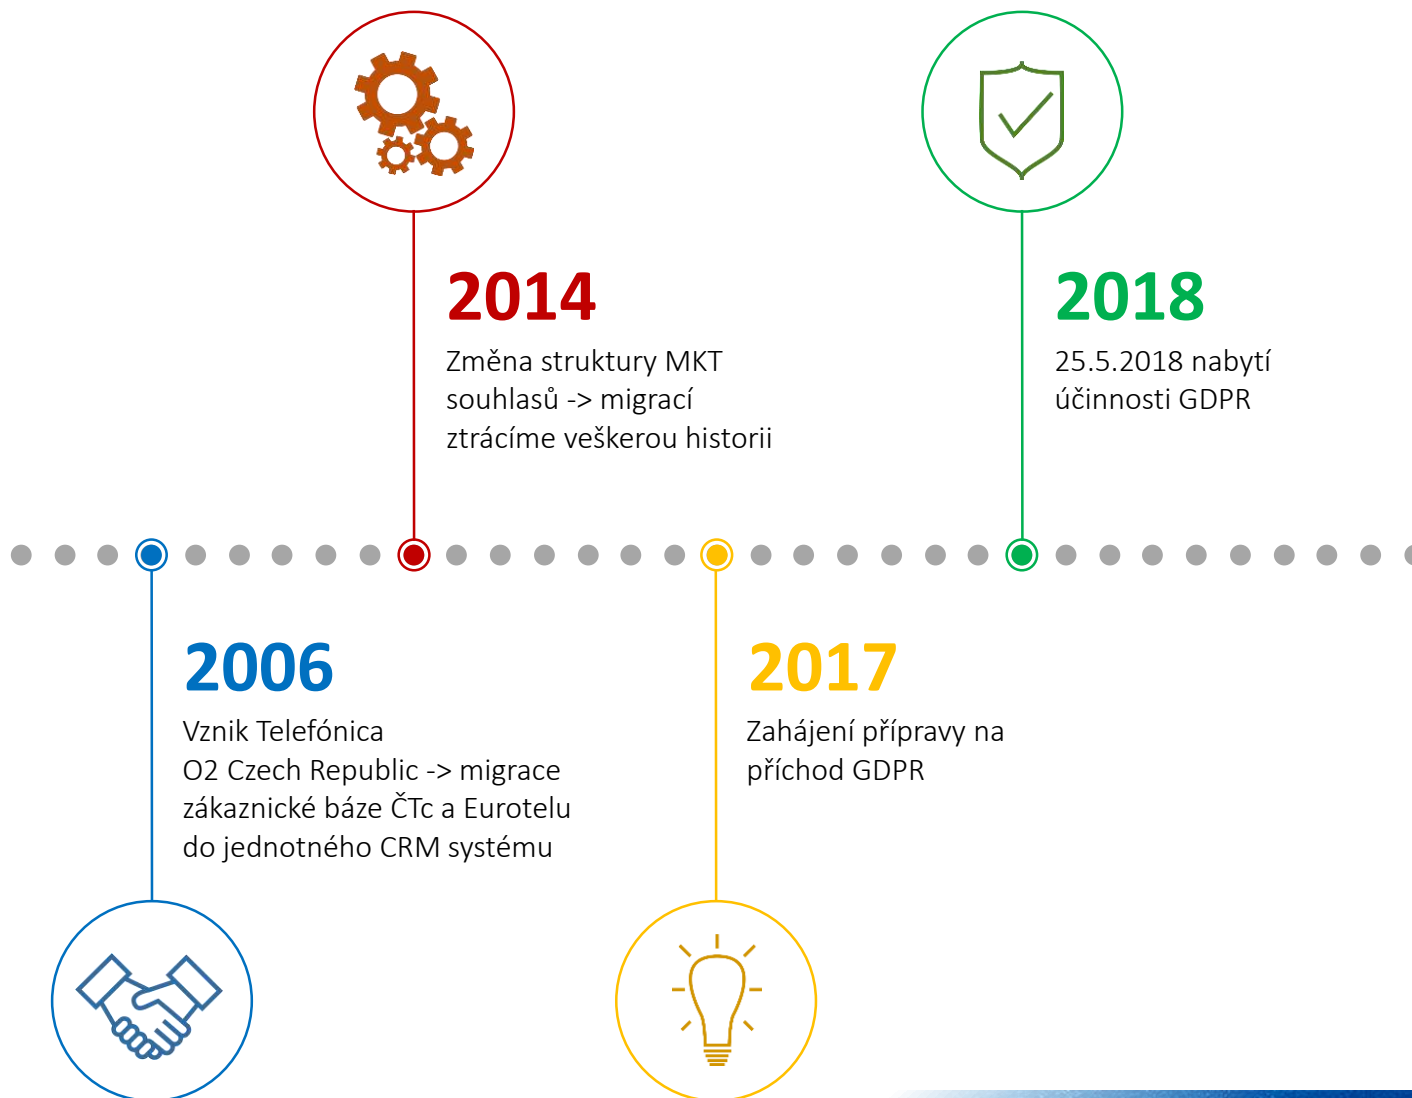 2014
Změna struktury MKT
souhlasů -> migrací
ztrácíme veškerou historii
2018
25.5.2018 nabytí
účinnosti GDPR
2006
Vznik Telefónica
O2 Czech Republic -> migrace
zákaznické báze ČTc a Eurotelu
do jednotného CRM systému
2017
Zahájení přípravy na
příchod GDPR